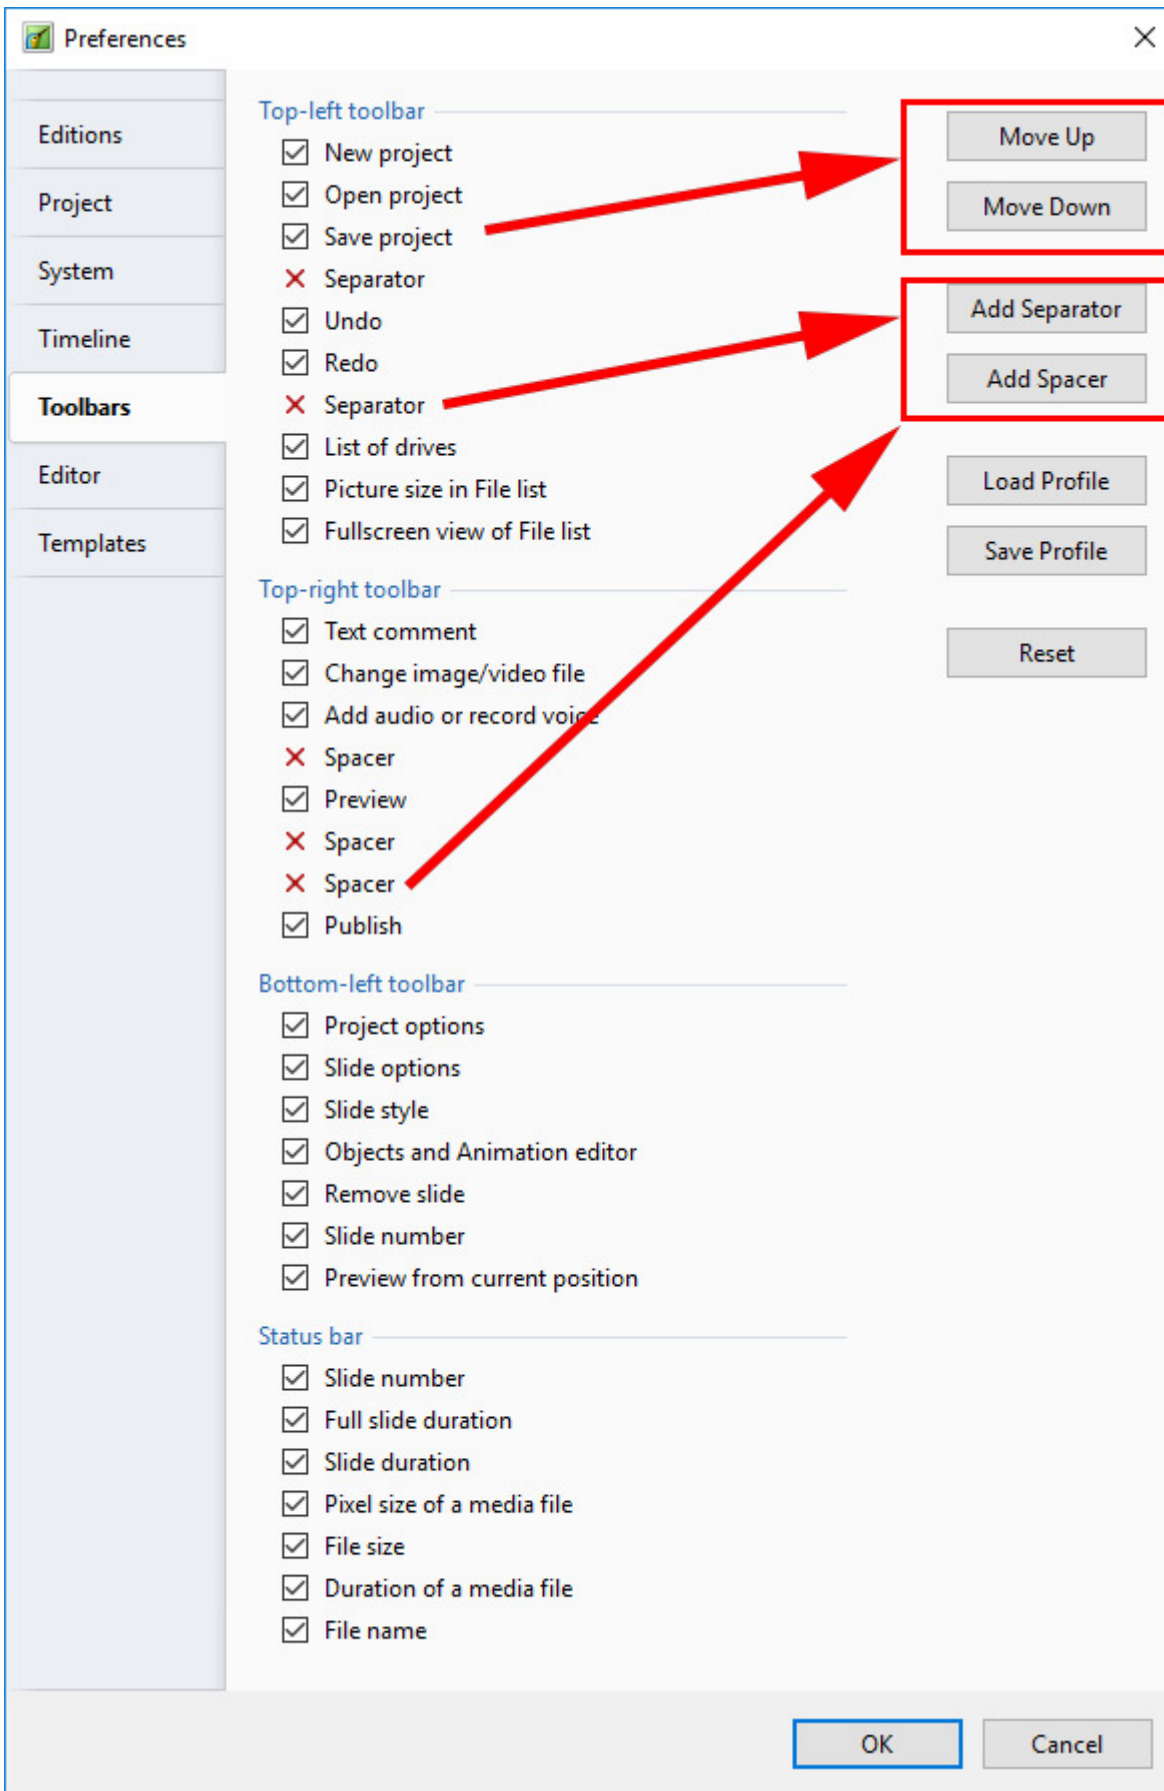 Preferences
Editions
Project
System
Timeline
Toolbars
Editor
Templates
Top-left toolbar
New project
Open project
Save project
Separator
Undo
Redo
Separator
List of drives
Picture size in File list
Fullscreen view of File list
Top-right toolbar
Text comment
Change image/video file
Add audio or record voice
Spacer
Preview
Spacer
Spacer
Publish
Bottom-left toolbar
Project options
Slide options
Slide style
Objects and Animation editor
Remove slide
Slide number
Preview from current position
Status bar
Slide number
Full slide duration
Slide duration
Pixel size of a media file
File size
Duration of a media file
File name
Move Up
Move Down
Add Separator
Add Spacer
Load Profile
Save Profile
Reset
OK
Cancel